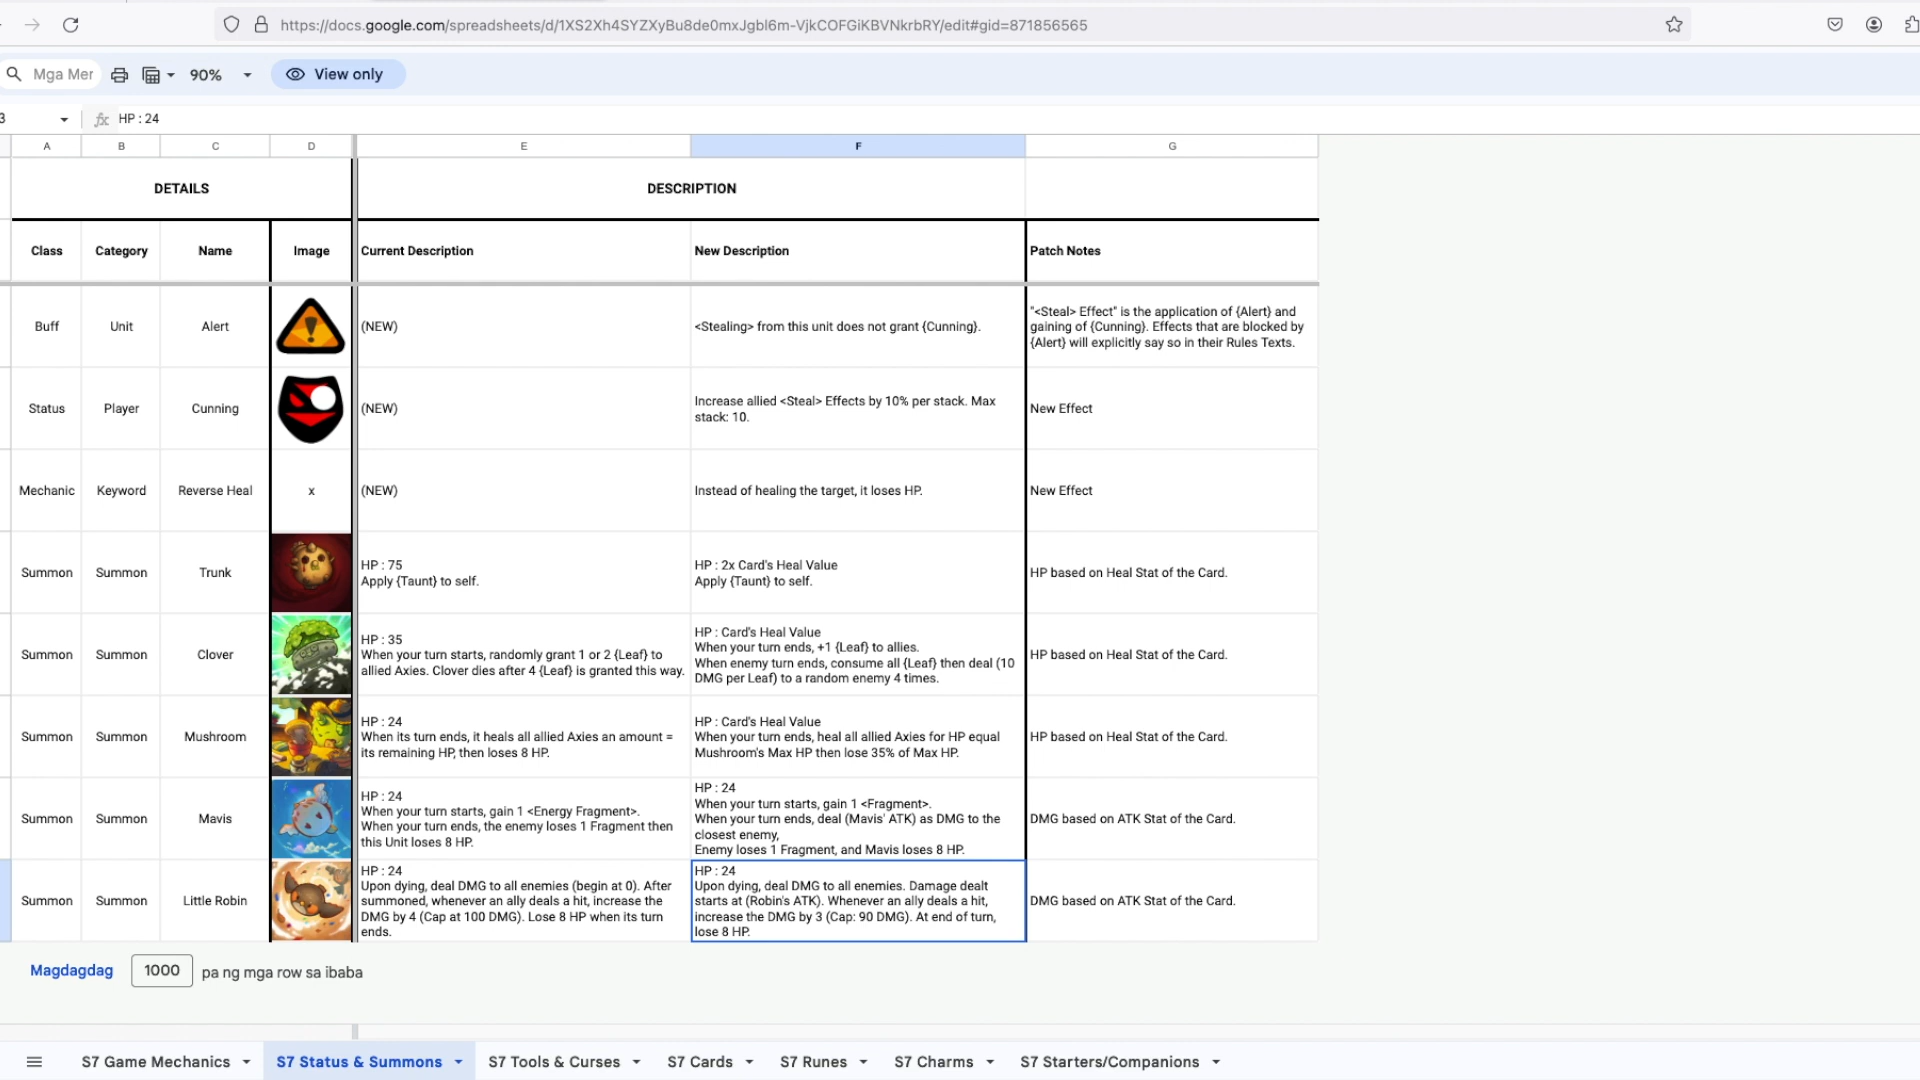 https://docs.google.com/spreadsheets/d/1XS2Xh4SYZXyBu8de0mxJgbl6m-VjkCOFGiKBVNkrbRY/edit#gid=871856565
Mga Mer
90%
View only
3
fx HP : 24
A B C D E F G
DETAILS
DESCRIPTION
Class Category Name Image Current Description New Description Patch Notes
Buff Unit Alert (NEW) <Stealing> from this unit does not grant {Cunning}.
"<Steal> Effect" is the application of {Alert} and
gaining of {Cunning}. Effects that are blocked by
{Alert} will explicitly say so in their Rules Texts.
Status Player Cunning (NEW)
Increase allied <Steal> Effects by 10% per stack. Max
stack: 10.
New Effect
Mechanic Keyword Reverse Heal x (NEW) Instead of healing the target, it loses HP. New Effect
Summon Summon Trunk
HP : 75
Apply {Taunt} to self.
HP : 2x Card's Heal Value
Apply {Taunt} to self.
HP based on Heal Stat of the Card.
Summon Summon Clover
HP : 35
When your turn starts, randomly grant 1 or 2 {Leaf} to
allied Axies. Clover dies after 4 {Leaf} is granted this way.
HP : Card's Heal Value
When your turn ends, +1 {Leaf} to allies.
When enemy turn ends, consume all {Leaf} then deal (10
DMG per Leaf) to a random enemy 4 times.
HP based on Heal Stat of the Card.
Summon Summon Mushroom
HP : 24
When its turn ends, it heals all allied Axies an amount =
its remaining HP, then loses 8 HP.
HP : Card's Heal Value
When your turn ends, heal all allied Axies for HP equal
Mushroom's Max HP then lose 35% of Max HP.
HP based on Heal Stat of the Card.
Summon Summon Mavis
HP : 24
When your turn starts, gain 1 <Energy Fragment>.
When your turn ends, the enemy loses 1 Fragment then
this Unit loses 8 HP.
HP : 24
When your turn starts, gain 1 <Fragment>.
When your turn ends, deal (Mavis' ATK) as DMG to the
closest enemy,
Enemy loses 1 Fragment, and Mavis loses 8 HP.
DMG based on ATK Stat of the Card.
Summon Summon Little Robin
HP : 24
Upon dying, deal DMG to all enemies (begin at 0). After
summoned, whenever an ally deals a hit, increase the
DMG by 4 (Cap at 100 DMG). Lose 8 HP when its turn
ends.
HP : 24
Upon dying, deal DMG to all enemies. Damage dealt
starts at (Robin's ATK). Whenever an ally deals a hit,
increase the DMG by 3 (Cap: 90 DMG). At end of turn,
lose 8 HP.
DMG based on ATK Stat of the Card.
Magdagdag 1000 pa ng mga row sa ibaba
S7 Game Mechanics S7 Status & Summons S7 Tools & Curses S7 Cards S7 Runes S7 Charms S7 Starters/Companions